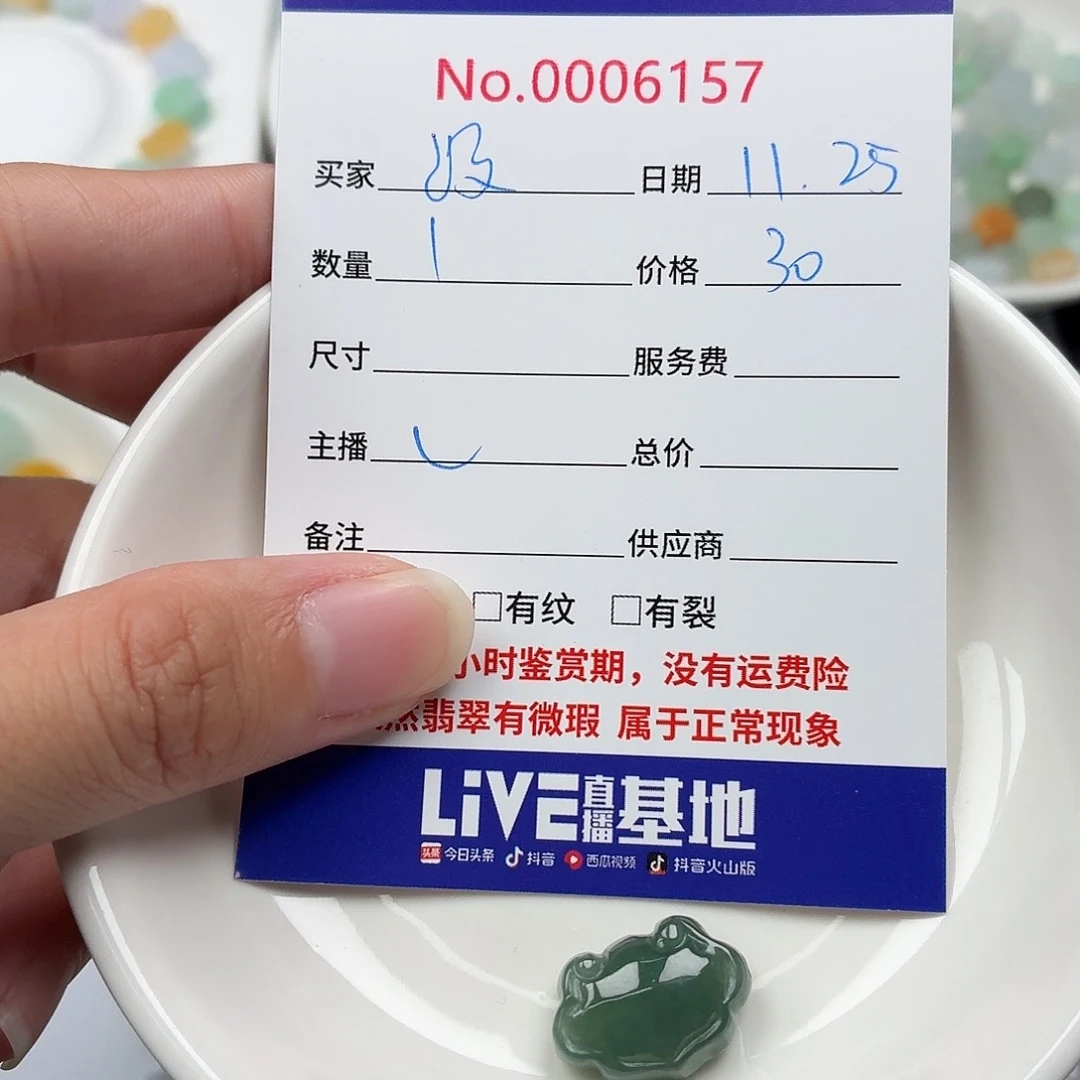 No.0006157
买家 日期 11.25
数量 1 价格 30
尺寸 服务费
主播 总价
备注 供应商
□有纹 □有裂
小时鉴赏期，没有运费险
然翡翠有微瑕 属于正常现象
LiVE直播基地
头条 今日头条 抖音 西瓜视频 抖音火山版